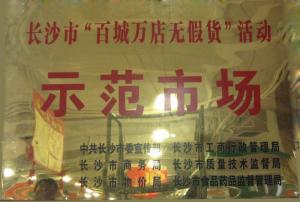 长沙市“百城万店无假货”活动
示范市场
中共长沙市委宣传部 长沙市工商行政管理局
长沙市商务局 长沙市质量技术监督局
长沙市物价局 长沙市食品药品监督管理局